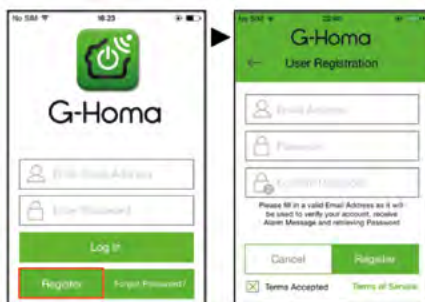 No SIM 16:23
G-Homa
Enter Email Address
Enter Password
Log In
Register Forgot Password?
No SIM
G-Homa
User Registration
Email Address
Password
Confirm Password
Please fill in a valid Email Address as it will
be used to verify your account, receive
Alarm Message and retrieving Password
Cancel Register
Terms Accepted Terms of Service